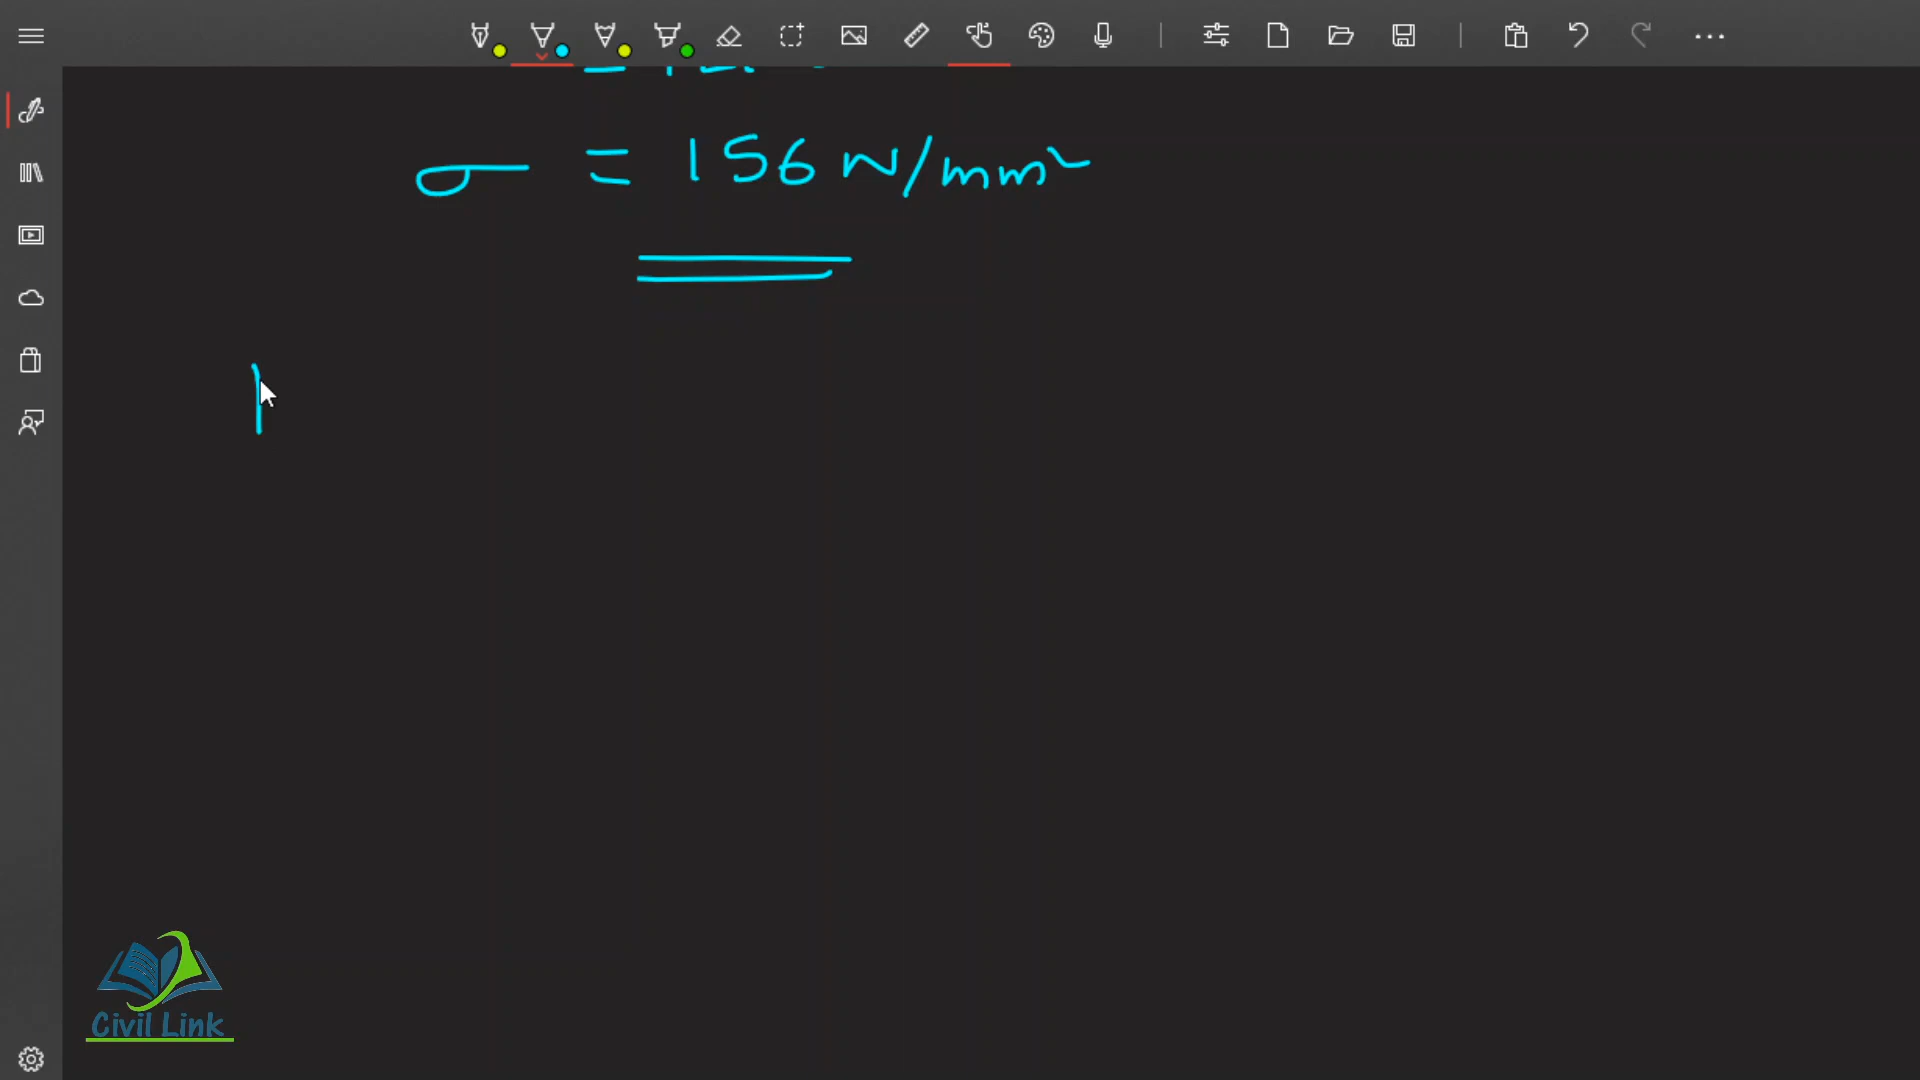 σ = 156 N/mm²
Civil Link